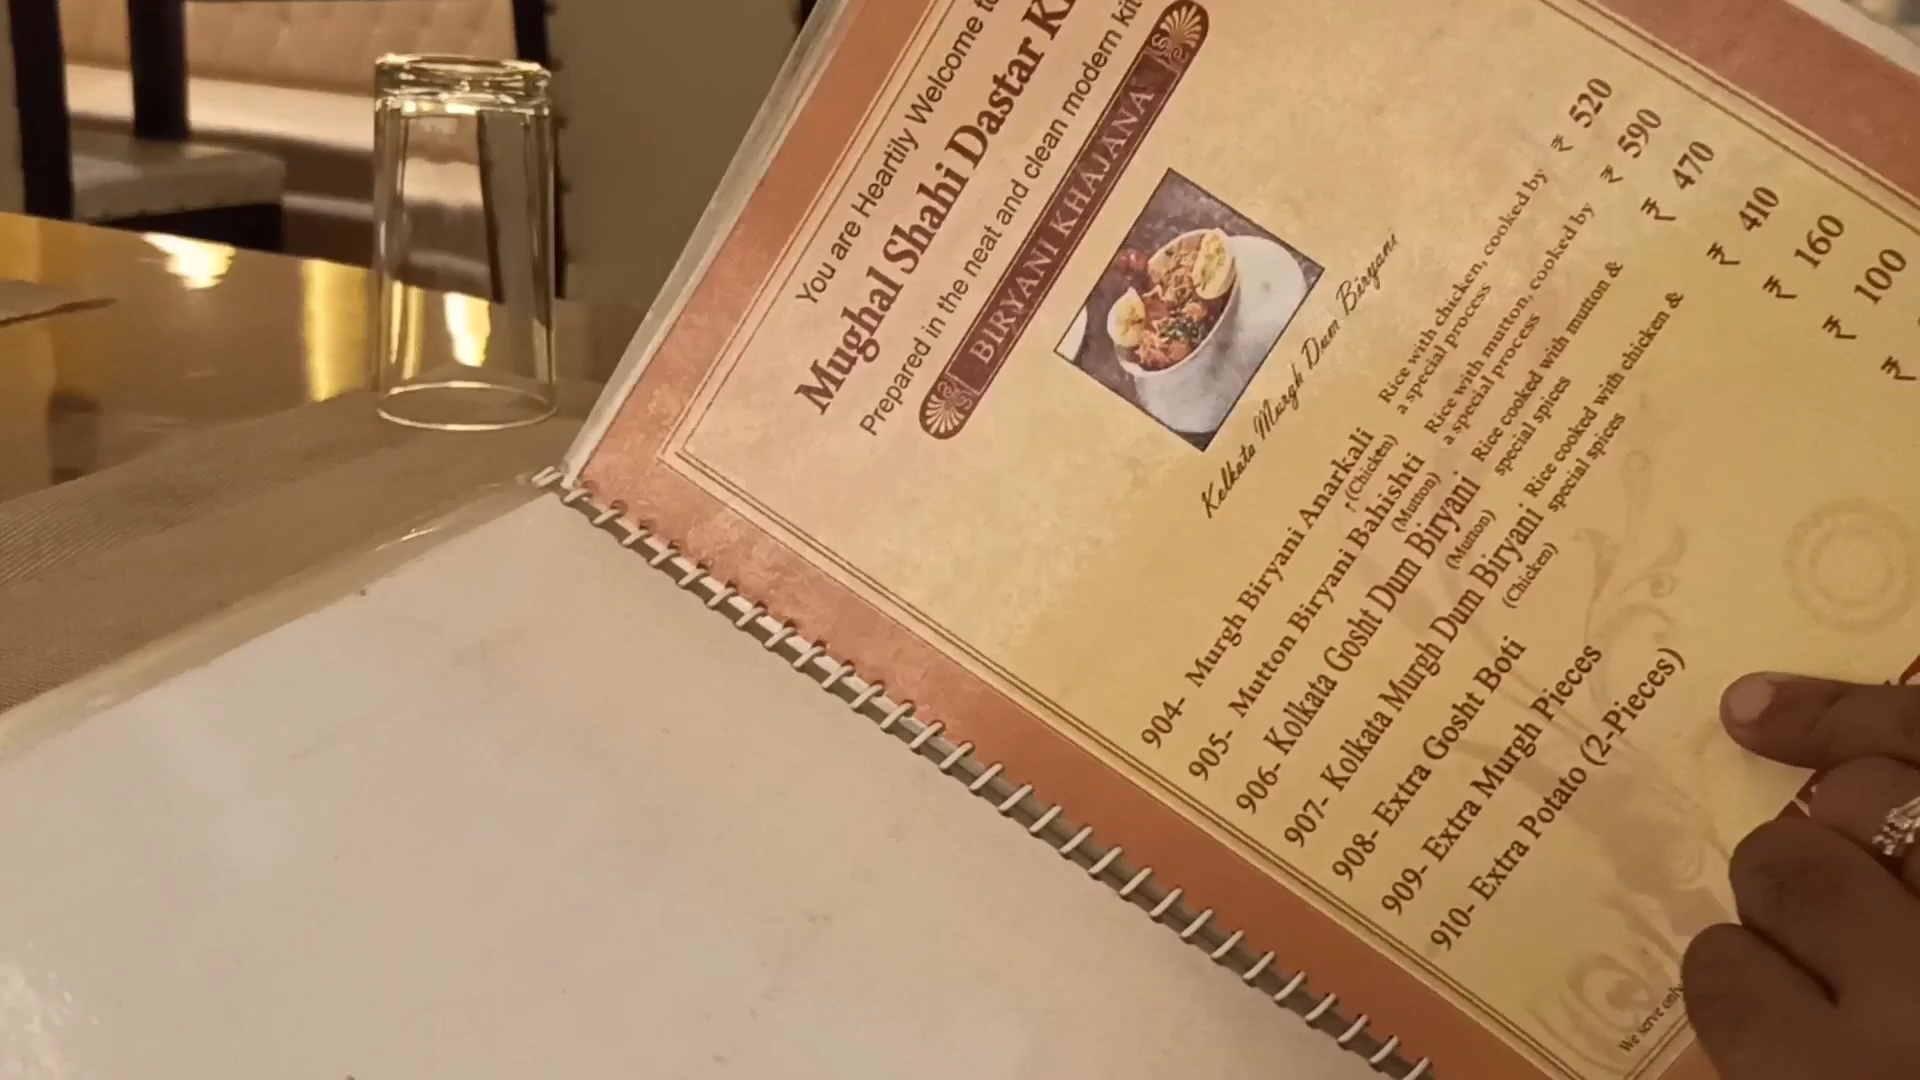 You are Heartily Welcome to
Mughal Shahi Dastar
Prepared in the neat and clean modern
BIRYANI KHAJANA
Kolkata Murgh Dum Biryani
904- Murgh Biryani Anarkali Rice with chicken, cooked by ₹ 520
(Chicken) a special process
905- Mutton Biryani Bahishti Rice with mutton, cooked by ₹ 590
(Mutton) a special process
906- Kolkata Gosht Dum Biryani Rice cooked with mutton & ₹ 470
(Mutton) special spices
907- Kolkata Murgh Dum Biryani Rice cooked with chicken & ₹ 410
(Chicken) special spices
908- Extra Gosht Boti ₹ 160
909- Extra Murgh Pieces ₹ 100
910- Extra Potato (2-Pieces) ₹
We serve only